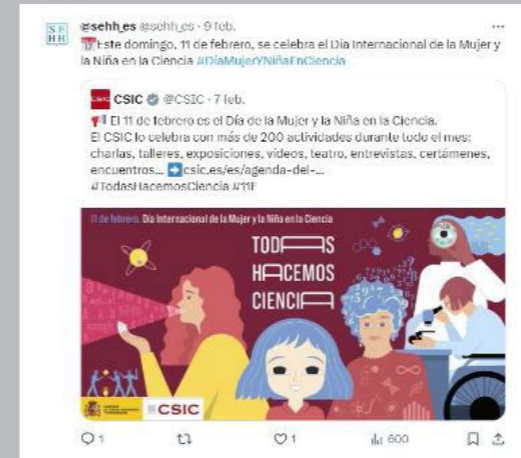 SE
HH
@sehh_es @sehh_es · 9 feb.
Este domingo, 11 de febrero, se celebra el Día Internacional de la Mujer y
la Niña en la Ciencia #DíaMujerYNiñaEnCiencia
CSIC @CSIC · 7 feb.
El 11 de febrero es el Día de la Mujer y la Niña en la Ciencia.
El CSIC lo celebra con más de 200 actividades durante todo el mes:
charlas, talleres, exposiciones, vídeos, teatro, entrevistas, certámenes,
encuentros... csic.es/es/agenda-del-...
#TodasHacemosCiencia #11F
11 de febrero. Día Internacional de la Mujer y la Niña en la Ciencia
TODAS
HACEMOS
CIENCIA
CSIC
1
1
600